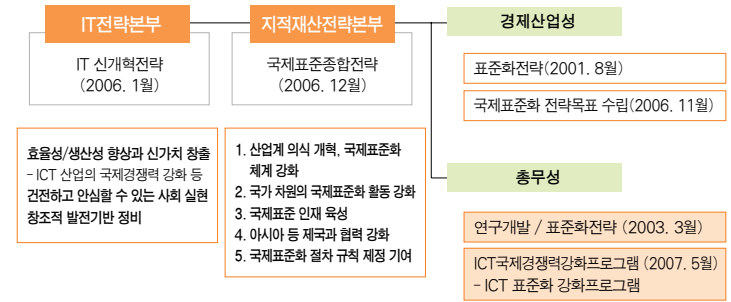 IT전략본부
IT 신개혁전략
(2006. 1월)
효율성/생산성 향상과 신가치 창출
– ICT 산업의 국제경쟁력 강화 등
건전하고 안심할 수 있는 사회 실현
창조적 발전기반 정비
지적재산전략본부
국제표준종합전략
(2006. 12월)
1. 산업계 의식 개혁, 국제표준화
체계 강화
2. 국가 차원의 국제표준화 활동 강화
3. 국제표준 인재 육성
4. 아시아 등 제국과 협력 강화
5. 국제표준화 절차 규칙 제정 기여
경제산업성
표준화전략(2001. 8월)
국제표준화 전략목표 수립(2006. 11월)
총무성
연구개발 / 표준화전략 (2003. 3월)
ICT국제경쟁력강화프로그램 (2007. 5월)
– ICT 표준화 강화프로그램